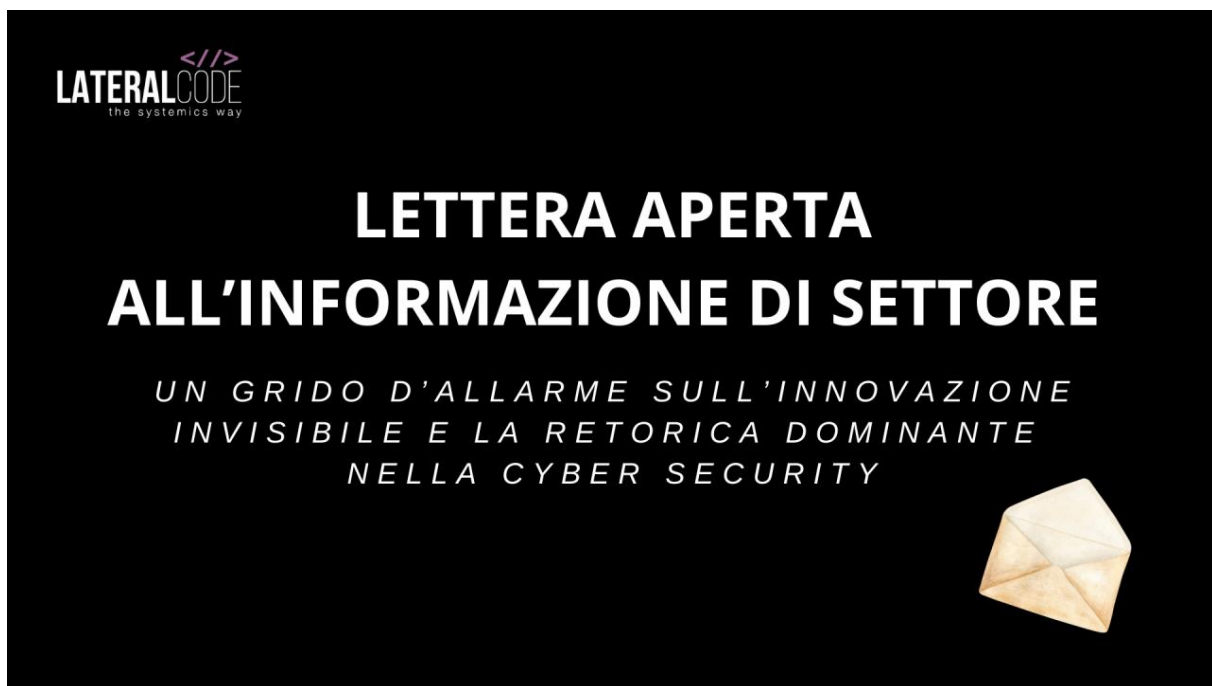 <//>
LATERALCODE
the systemics way
LETTERA APERTA
ALL’INFORMAZIONE DI SETTORE
UN GRIDO D’ALLARME SULL’INNOVAZIONE
INVISIBILE E LA RETORICA DOMINANTE
NELLA CYBER SECURITY